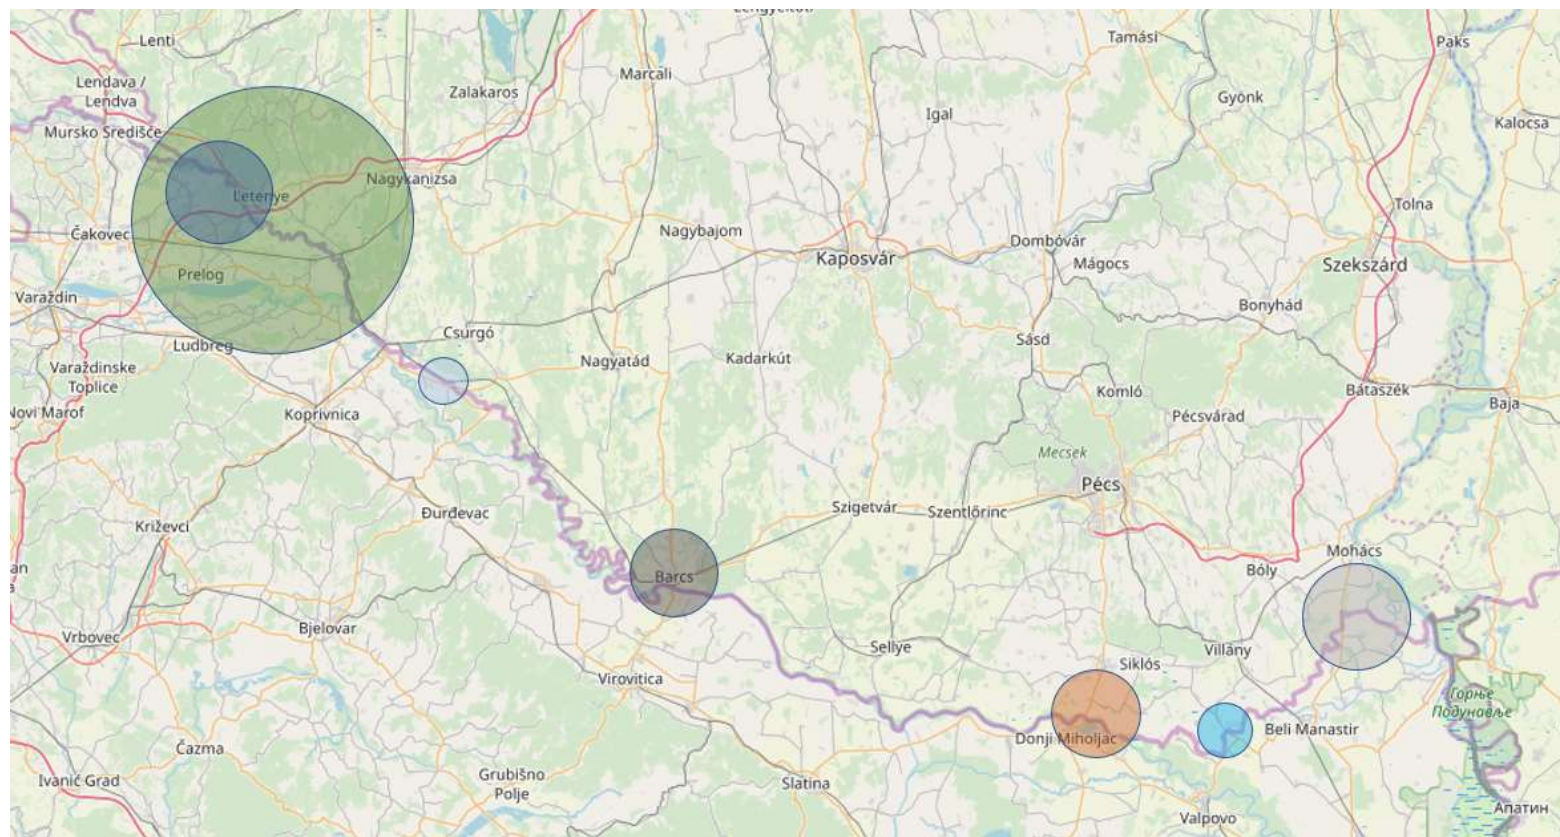 Lengyeltóti
Lenti
Tamási
Paks
Marcali
Lendava /
Lendva
Zalakaros
Gyönk
Igal
Kalocsa
Mursko Središće
Nagykanizsa
Letenye
Tolna
Čakovec
Nagybajom
Dombóvár
Kaposvár
Mágocs
Szekszárd
Prelog
Varaždin
Bonyhád
Csurgó
Sásd
Ludbreg
Nagyatád
Kadarkút
Varaždinske
Toplice
Komló
Bátaszék
Baja
Novi Marof
Koprivnica
Pécsvárad
Mecsek
Pécs
Szigetvár
Szentlőrinc
Đurđevac
Križevci
Mohács
Bóly
Barcs
Bjelovar
Vrbovec
Sellye
Villány
Siklós
Virovitica
Горње
Подунавље
Beli Manastir
Donji Miholjac
Čazma
Ivanić Grad
Grubišno
Polje
Slatina
Апатин
Valpovo